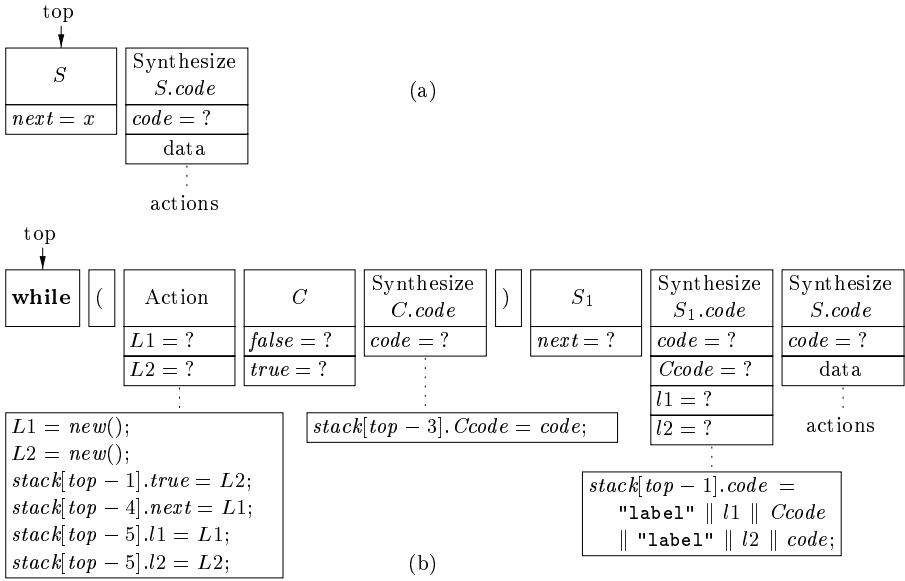 top
S
Synthesize
S.code
(a)
next = x
code = ?
data
actions
top
while
(
Action
C
Synthesize
C.code
)
S1
Synthesize
S1.code
Synthesize
S.code
L1 = ?
false = ?
code = ?
next = ?
code = ?
code = ?
L2 = ?
true = ?
Ccode = ?
data
l1 = ?
l2 = ?
actions
L1 = new();
L2 = new();
stack[top − 1].true = L2;
stack[top − 4].next = L1;
stack[top − 5].l1 = L1;
stack[top − 5].l2 = L2;
stack[top − 3].Ccode = code;
stack[top − 1].code =
"label" ‖ l1 ‖ Ccode
‖ "label" ‖ l2 ‖ code;
(b)